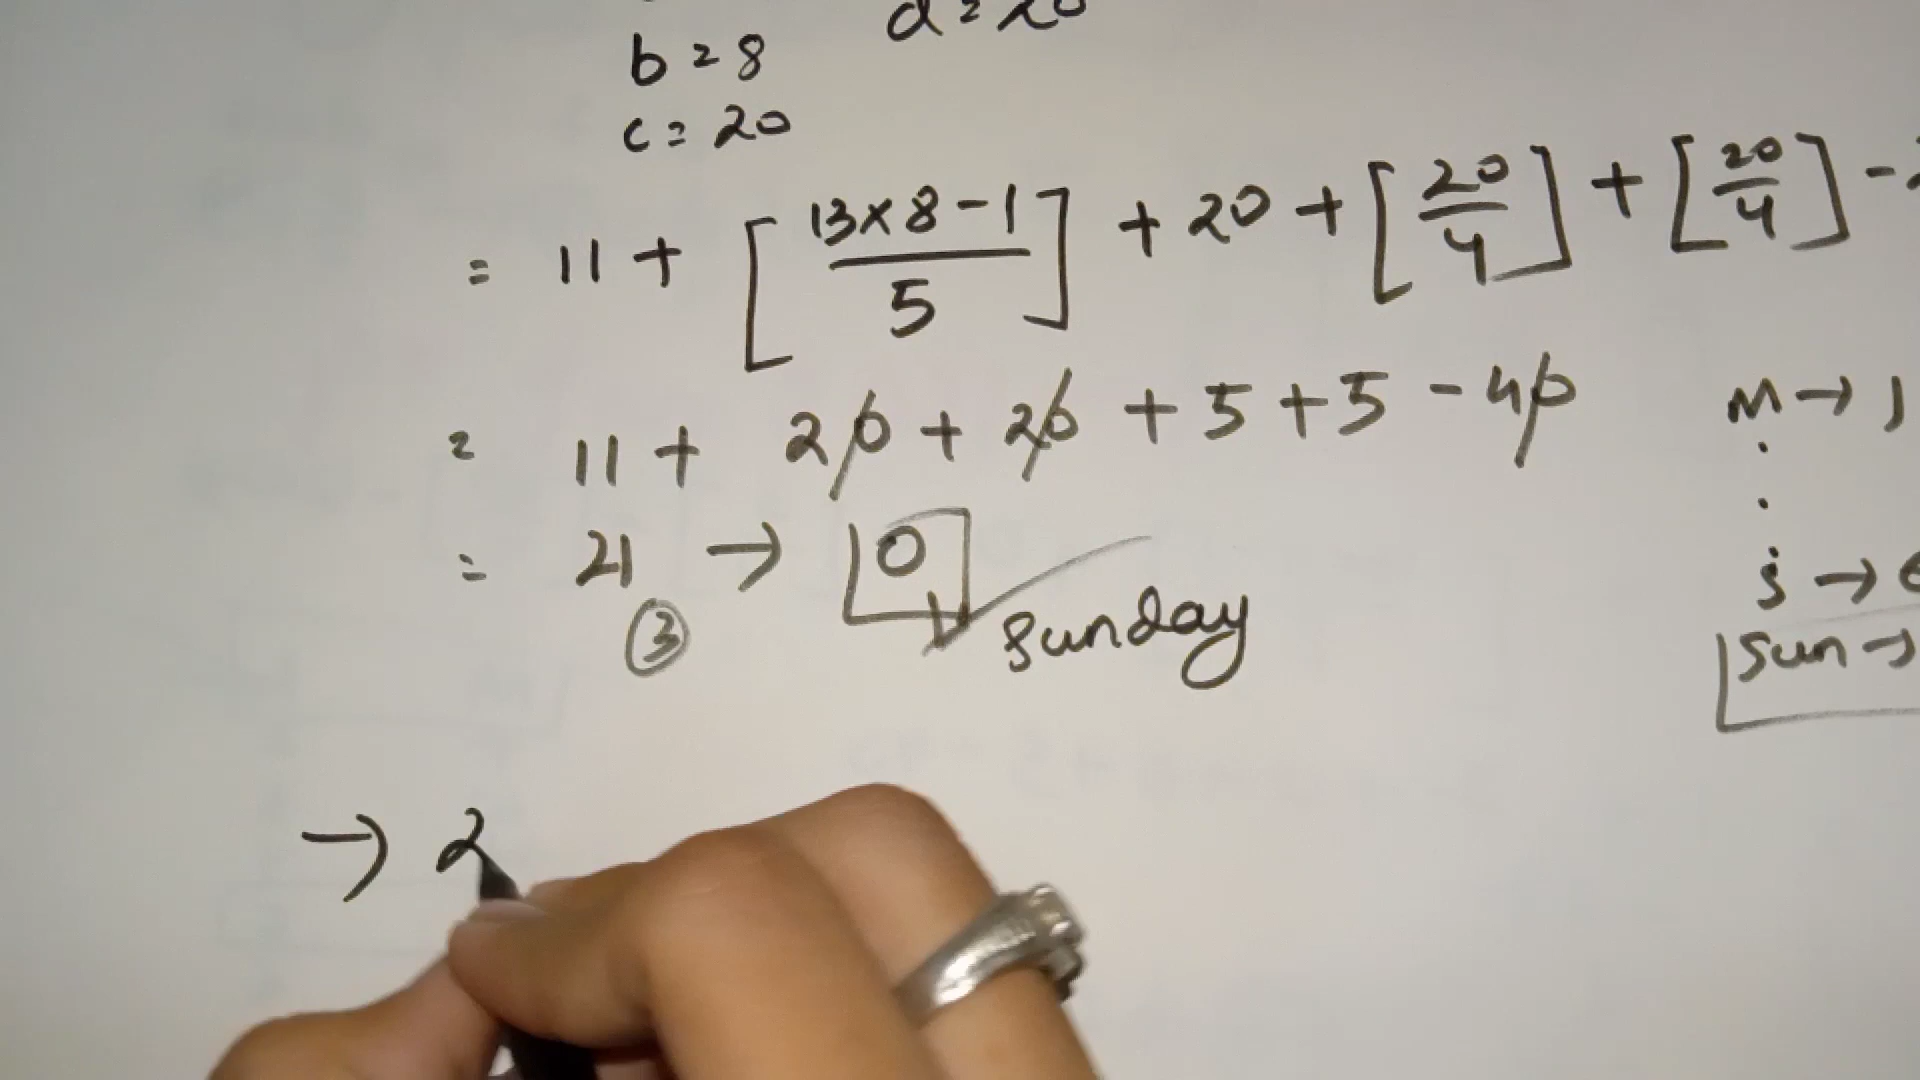 d = 20
b = 8
c = 20
= 11 + [13×8-1/5] + 20 + [20/4] + [20/4] -
= 11 + 20 + 20 + 5 + 5 - 40
M → 1
= 21 → 0
③ Sunday
S →
Sun →
→ 2